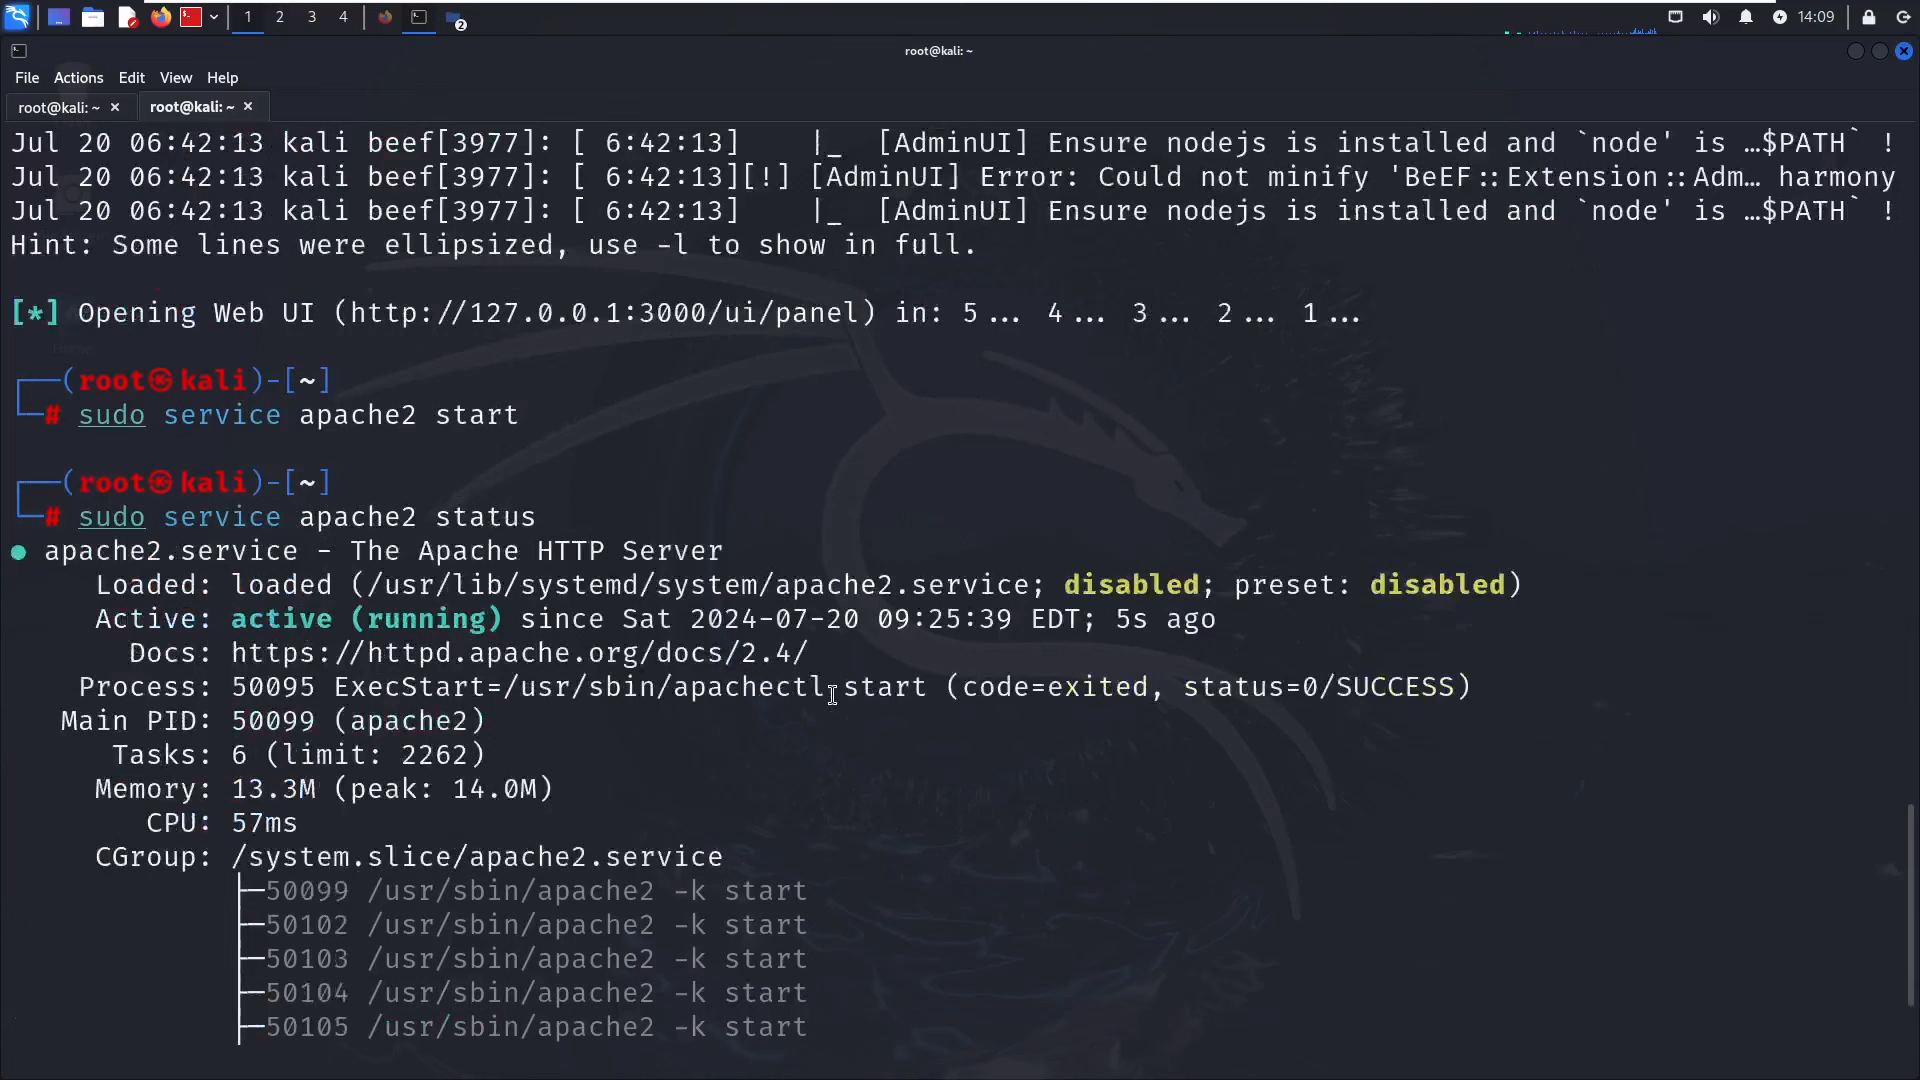 1 2 3 4 2 14:09
root@kali: ~
File Actions Edit View Help
root@kali: ~ × root@kali: ~ ×
Jul 20 06:42:13 kali beef[3977]: [ 6:42:13]    |_  [AdminUI] Ensure nodejs is installed and `node' is …$PATH` !
Jul 20 06:42:13 kali beef[3977]: [ 6:42:13][!] [AdminUI] Error: Could not minify 'BeEF::Extension::Adm… harmony
Jul 20 06:42:13 kali beef[3977]: [ 6:42:13]    |_  [AdminUI] Ensure nodejs is installed and `node' is …$PATH` !
Hint: Some lines were ellipsized, use -l to show in full.
[*] Opening Web UI (http://127.0.0.1:3000/ui/panel) in: 5... 4... 3... 2... 1...
┌──(root㉿kali)-[~]
└─# sudo service apache2 start
┌──(root㉿kali)-[~]
└─# sudo service apache2 status
● apache2.service - The Apache HTTP Server
Loaded: loaded (/usr/lib/systemd/system/apache2.service; disabled; preset: disabled)
Active: active (running) since Sat 2024-07-20 09:25:39 EDT; 5s ago
Docs: https://httpd.apache.org/docs/2.4/
Process: 50095 ExecStart=/usr/sbin/apachectl start (code=exited, status=0/SUCCESS)
Main PID: 50099 (apache2)
Tasks: 6 (limit: 2262)
Memory: 13.3M (peak: 14.0M)
CPU: 57ms
CGroup: /system.slice/apache2.service
├─50099 /usr/sbin/apache2 -k start
├─50102 /usr/sbin/apache2 -k start
├─50103 /usr/sbin/apache2 -k start
├─50104 /usr/sbin/apache2 -k start
├─50105 /usr/sbin/apache2 -k start